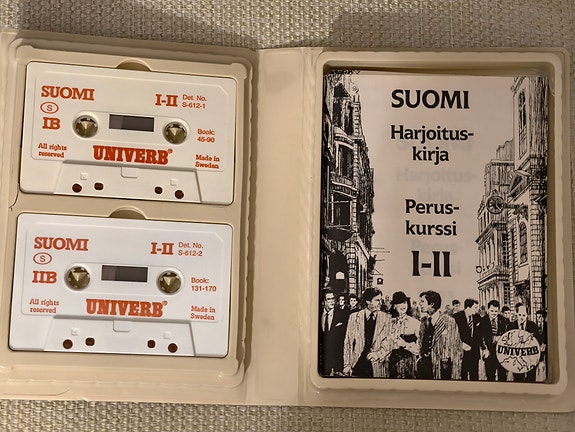 SUOMI
I-II
Det. No.
S-612-1
S
IB
Book:
45-90
All rights
reserved
UNIVERB®
Made in
Sweden
SUOMI
I-II
Det. No.
S-612-2
S
IIB
Book:
131-170
All rights
reserved
UNIVERB®
Made in
Sweden
SUOMI
Harjoitus-
kirja
Perus-
kurssi
I-II
UNIVERB